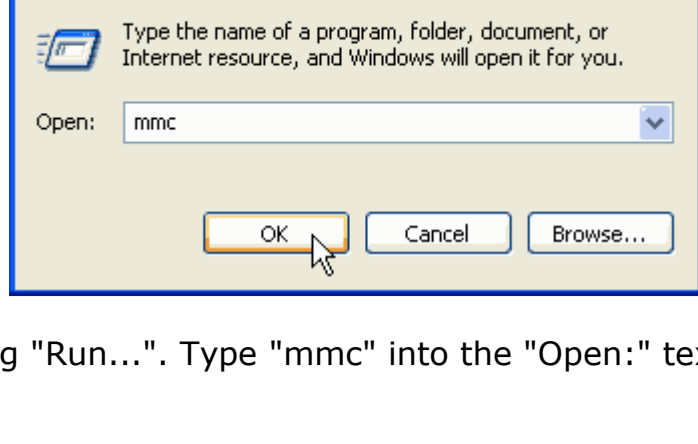 Type the name of a program, folder, document, or
Internet resource, and Windows will open it for you.
Open: mmc
OK Cancel Browse...
"Run...". Type "mmc" into the "Open:"